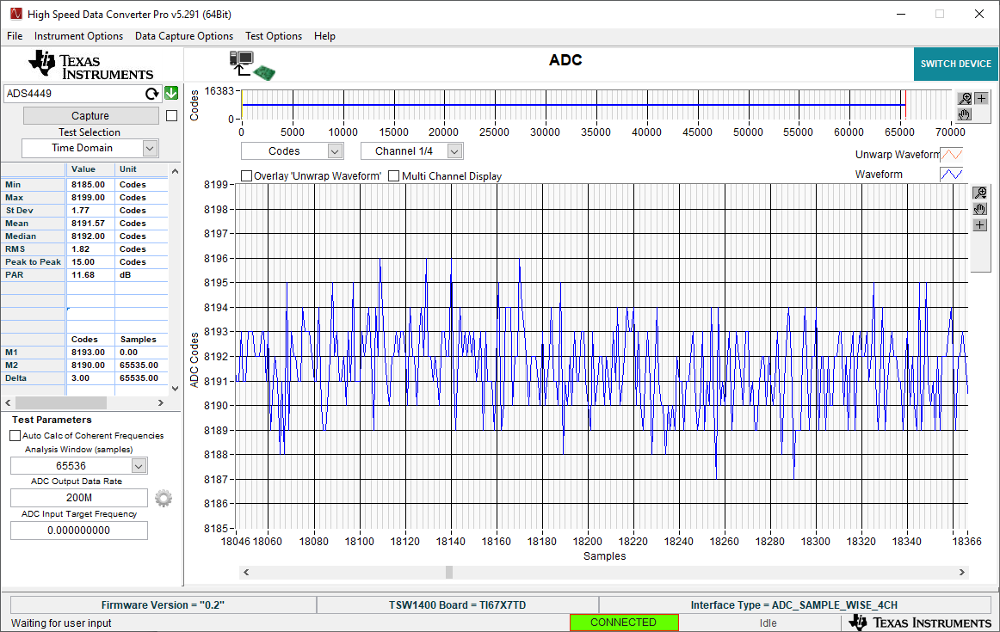 High Speed Data Converter Pro v5.291 (64Bit)
File Instrument Options Data Capture Options Test Options Help
TEXAS INSTRUMENTS
ADC
SWITCH DEVICE
ADS4449
Capture
Test Selection
Time Domain
Value Unit
Min 8185.00 Codes
Max 8199.00 Codes
St Dev 1.77 Codes
Mean 8191.57 Codes
Median 8192.00 Codes
RMS 1.82 Codes
Peak to Peak 15.00 Codes
PAR 11.68 dB
Codes Samples
M1 8193.00 0.00
M2 8190.00 65535.00
Delta 3.00 65535.00
Test Parameters
Auto Calc of Coherent Frequencies
Analysis Window (samples)
65536
ADC Output Data Rate
200M
ADC Input Target Frequency
0.000000000
Codes
16383
0
0 5000 10000 15000 20000 25000 30000 35000 40000 45000 50000 55000 60000 65000 70000
Codes Channel 1/4
Unwarp Waveform
Overlay 'Unwrap Waveform' Multi Channel Display
Waveform
ADC Codes
8199
8198
8197
8196
8195
8194
8193
8192
8191
8190
8189
8188
8187
8186
8185
18046 18060 18080 18100 18120 18140 18160 18180 18200 18220 18240 18260 18280 18300 18320 18340 18366
Samples
Firmware Version = "0.2" TSW1400 Board = TI67X7TD Interface Type = ADC_SAMPLE_WISE_4CH
Waiting for user input CONNECTED Idle TEXAS INSTRUMENTS